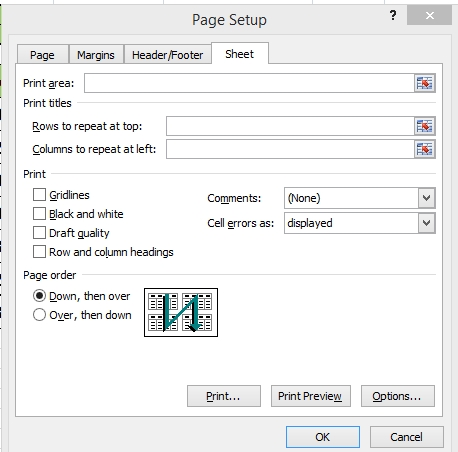 Page Setup ? ×
Page Margins Header/Footer Sheet
Print area:
Print titles
Rows to repeat at top:
Columns to repeat at left:
Print
Gridlines Comments: (None)
Black and white Cell errors as: displayed
Draft quality
Row and column headings
Page order
Down, then over
Over, then down
Print... Print Preview Options...
OK Cancel